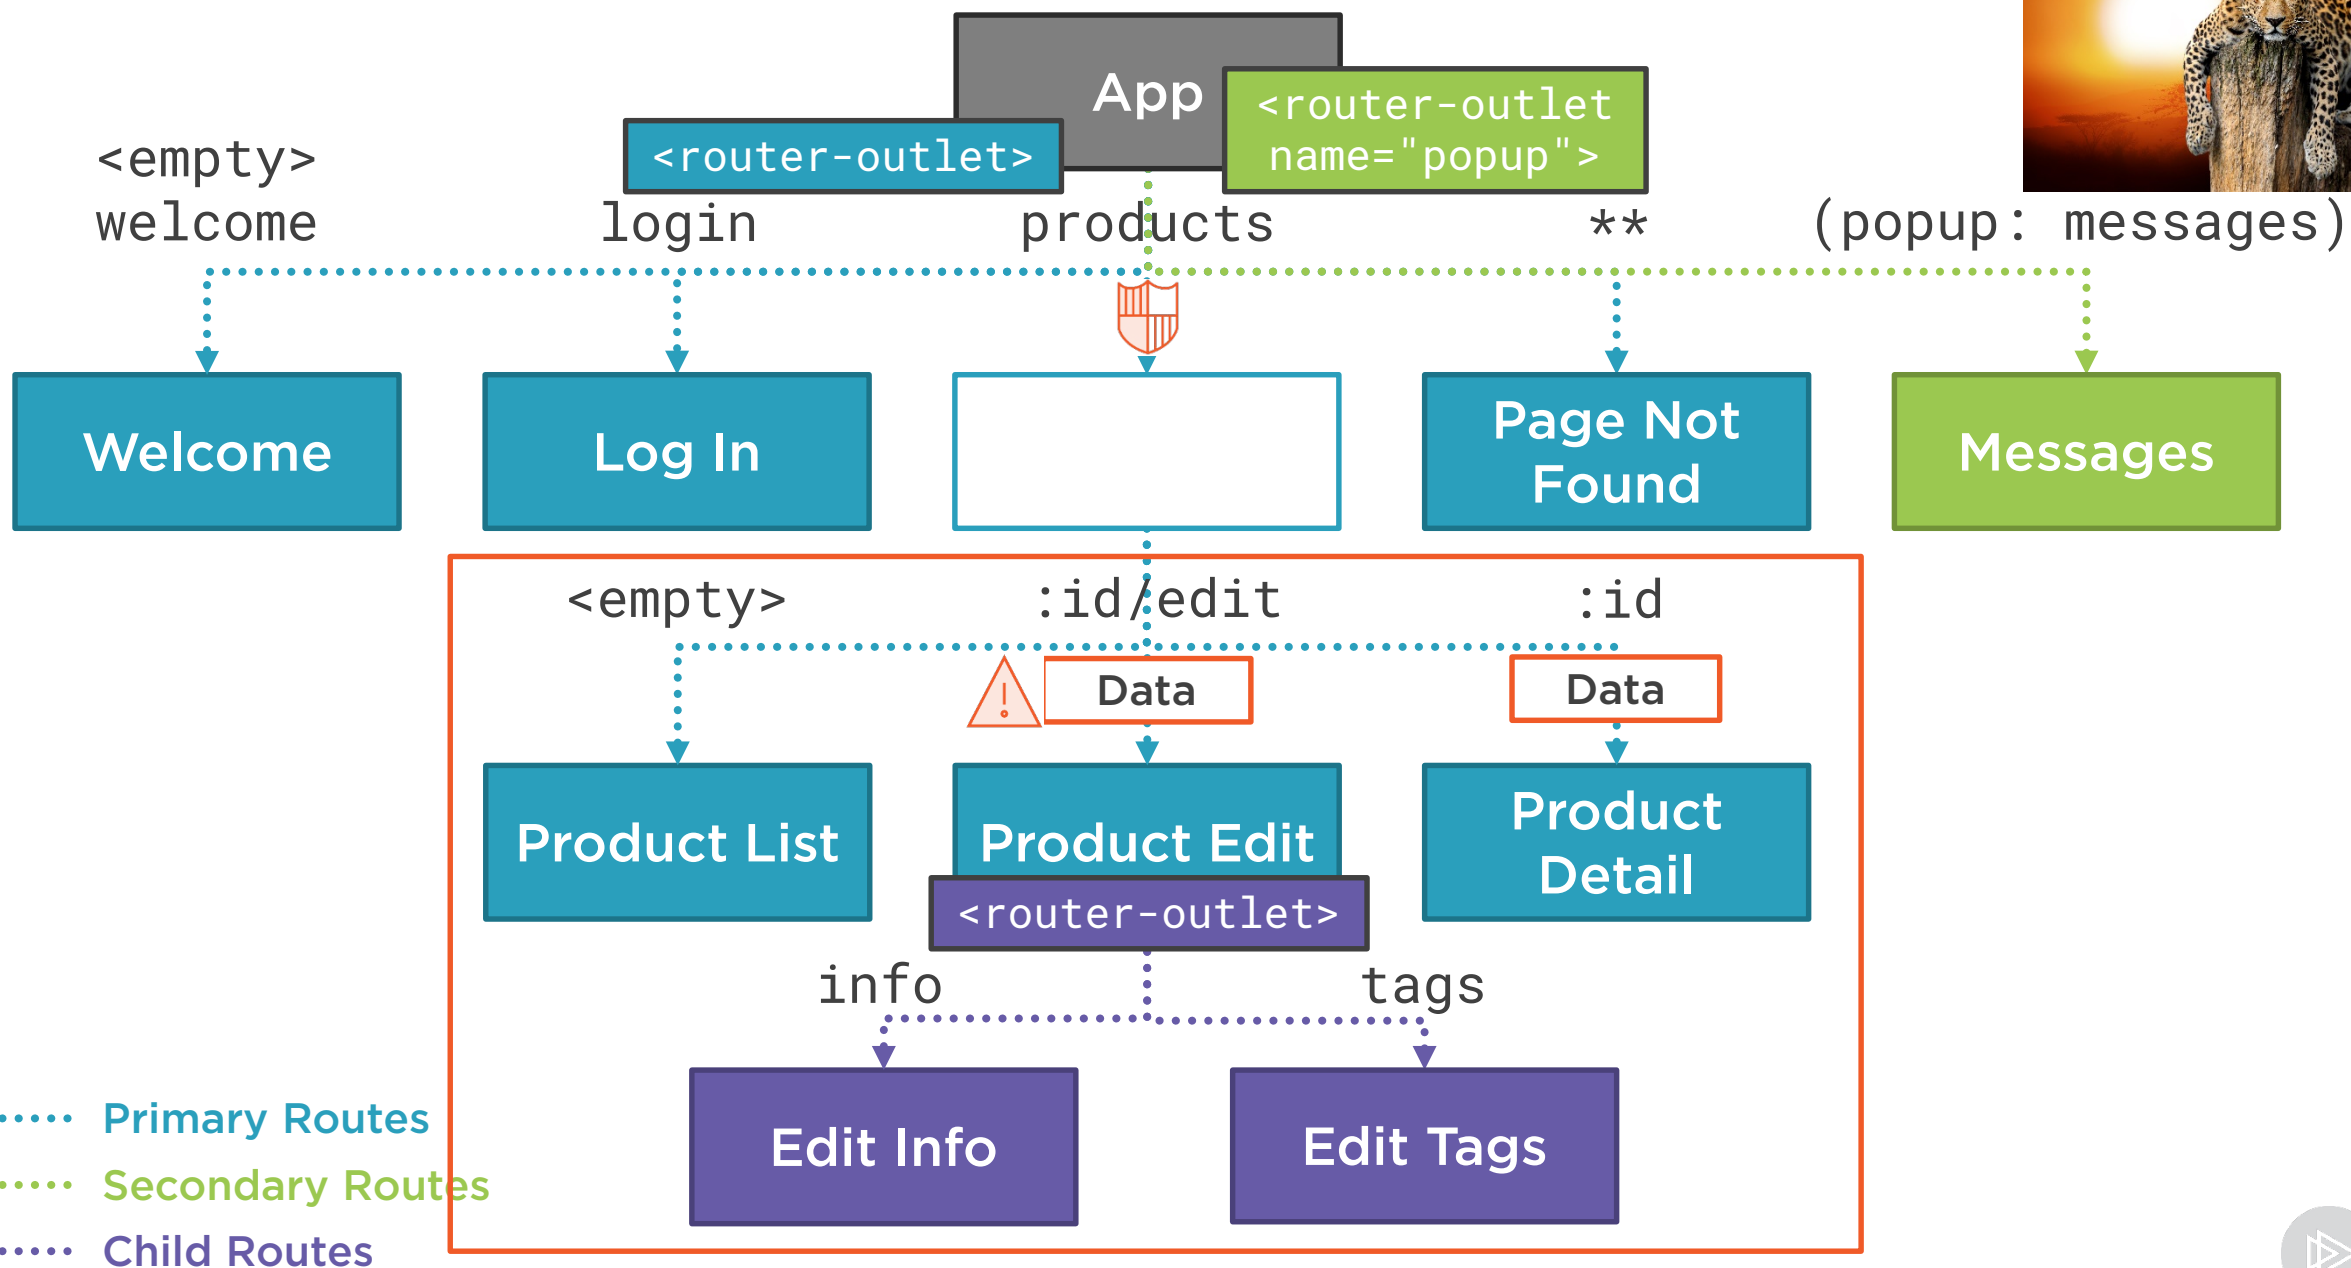 App
<router-outlet>
<router-outlet
name="popup">
<empty>
welcome
login
products
**
(popup: messages)
Welcome
Log In
Page Not
Found
Messages
<empty>
:id/edit
:id
Data
Data
Product List
Product Edit
Product
Detail
<router-outlet>
info
tags
Edit Info
Edit Tags
Primary Routes
Secondary Routes
Child Routes